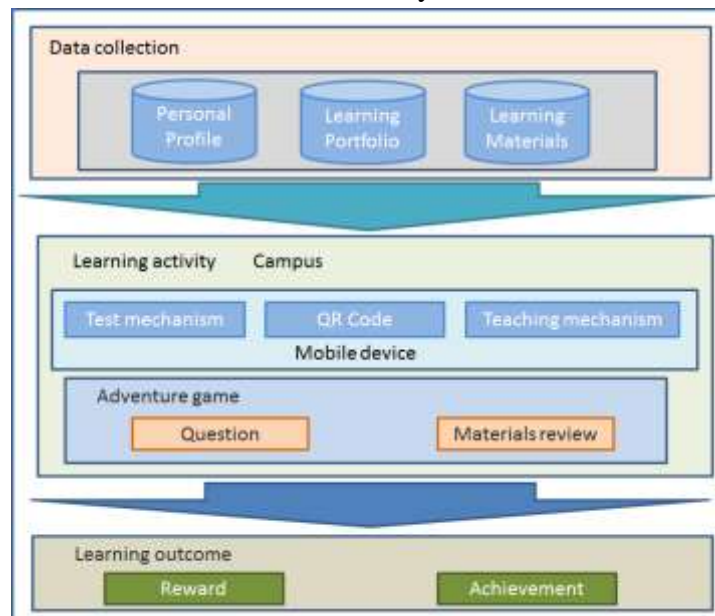 Data collection
Personal
Profile
Learning
Portfolio
Learning
Materials
Learning activity Campus
Test mechanism
QR Code
Teaching mechanism
Mobile device
Adventure game
Question
Materials review
Learning outcome
Reward
Achievement